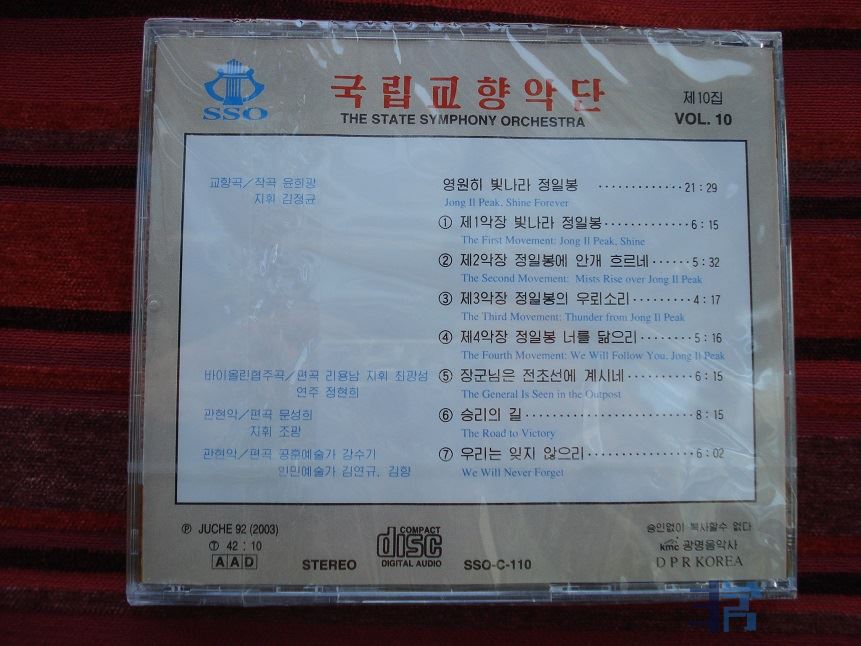 SSO
국립교향악단
THE STATE SYMPHONY ORCHESTRA
제10집
VOL. 10
교향곡/작곡 윤희광
지휘 김정균
영원히 빛나라 정일봉 ·············21:29
Jong Il Peak, Shine Forever
① 제1악장 빛나라 정일봉·············6:15
The First Movement: Jong Il Peak, Shine
② 제2악장 정일봉에 안개 흐르네······5:32
The Second Movement: Mists Rise over Jong Il Peak
③ 제3악장 정일봉의 우뢰소리·········4:17
The Third Movement: Thunder from Jong Il Peak
④ 제4악장 정일봉 너를 닮으리········5:16
The Fourth Movement: We Will Follow You, Jong Il Peak
바이올린협주곡/편곡 리용남 지휘 최광성
연주 정현희
⑤ 장군님은 전조선에 계시네··········6:15
The General Is Seen in the Outpost
관현악/편곡 문성희
지휘 조광
⑥ 승리의 길·························8:15
The Road to Victory
관현악/편곡 공훈예술가 강수기
인민예술가 김연규, 김향
⑦ 우리는 잊지 않으리················6:02
We Will Never Forget
Ⓟ JUCHE 92 (2003)
Ⓣ 42:10
AAD
STEREO
COMPACT
disc
DIGITAL AUDIO
SSO-C-110
승인없이 복사할수 없다
kmc 광명음악사
D P R KOREA